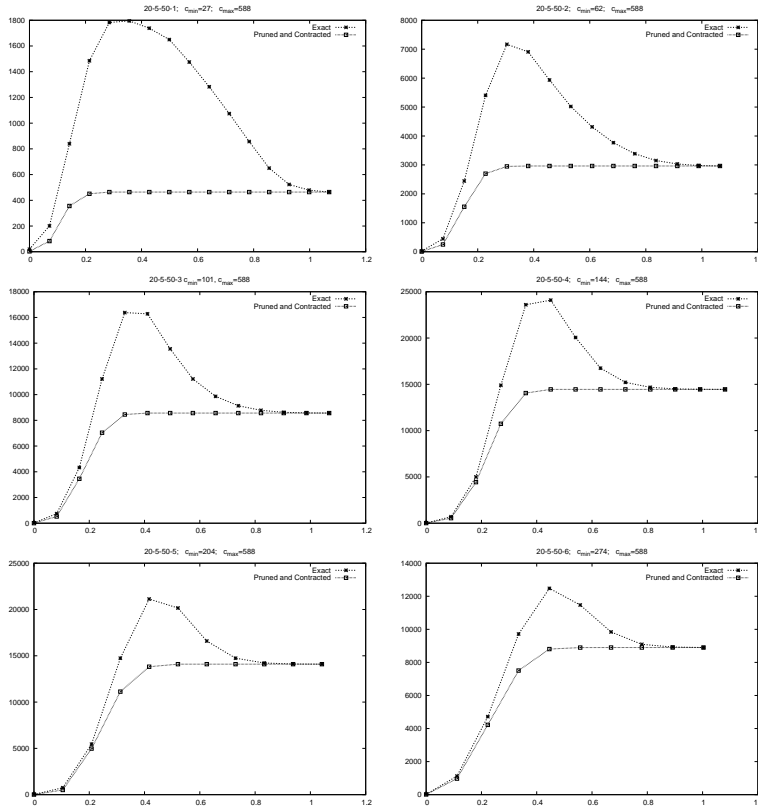 20-5-50-1; c_min=27; c_max=588
Exact
Pruned and Contracted
1800
1600
1400
1200
1000
800
600
400
200
0
0 0.2 0.4 0.6 0.8 1 1.2
20-5-50-2; c_min=62; c_max=588
Exact
Pruned and Contracted
8000
7000
6000
5000
4000
3000
2000
1000
0
0 0.2 0.4 0.6 0.8 1 1.2
20-5-50-3 c_min=101, c_max=588
Exact
Pruned and Contracted
18000
16000
14000
12000
10000
8000
6000
4000
2000
0
0 0.2 0.4 0.6 0.8 1 1.2
20-5-50-4; c_min=144; c_max=588
Exact
Pruned and Contracted
25000
20000
15000
10000
5000
0
0 0.2 0.4 0.6 0.8 1 1.2
20-5-50-5; c_min=204; c_max=588
Exact
Pruned and Contracted
25000
20000
15000
10000
5000
0
0 0.2 0.4 0.6 0.8 1 1.2
20-5-50-6; c_min=274; c_max=588
Exact
Pruned and Contracted
14000
12000
10000
8000
6000
4000
2000
0
0 0.2 0.4 0.6 0.8 1